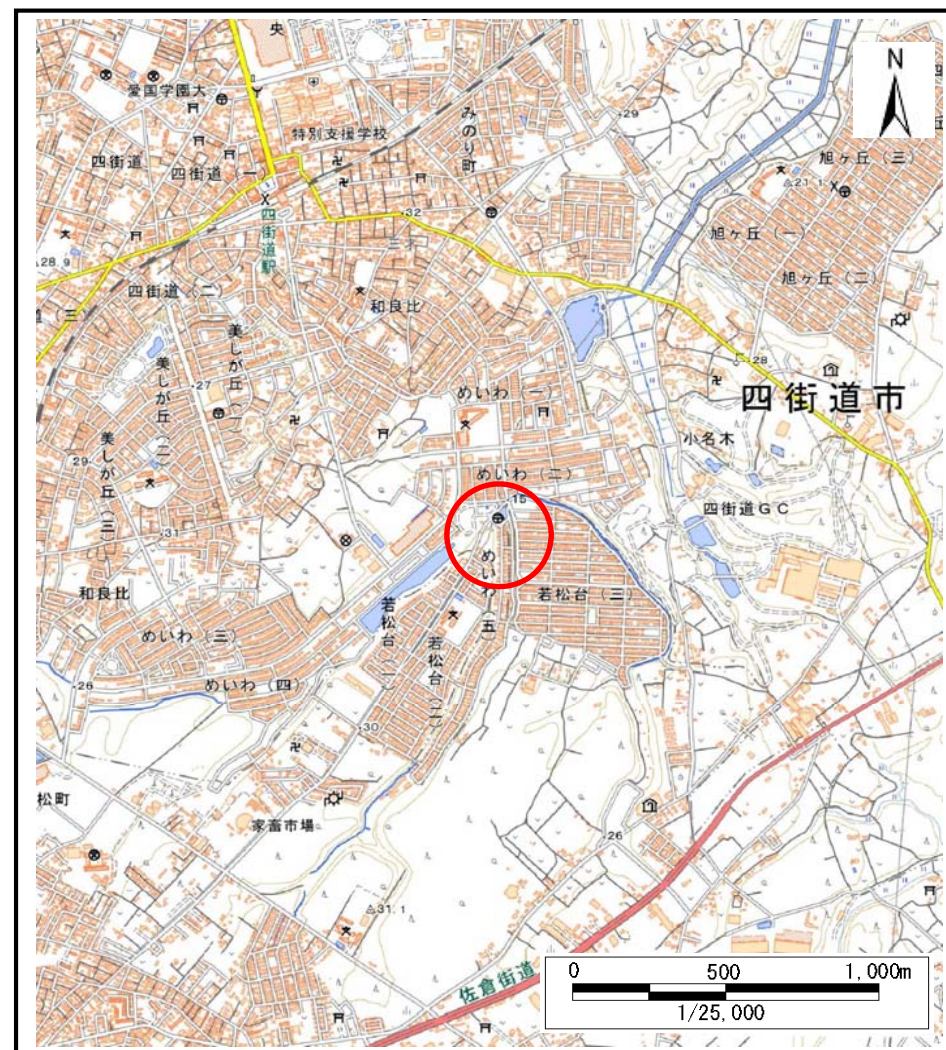 央
愛国学園大
特別支援学校
みのり町
29
N
旭ヶ丘（三）
21.1
四街道
四街道（一）
四街道駅
32
三才
旭ヶ丘（一）
旭ヶ丘（二）
28.9
四街道（二）
和良比
道（三）
美しが丘（一）
美しが丘（二）
27
28
めいわ（一）
四街道市
小名木
29
美しが丘（三）
めいわ（二）
15
四街道GC
31
めいわ五
和良比
若松台（三）
めいわ（三）
若松台（一）
若松台（二）
めいわ（四）
26
30
松町
家畜市場
26
31.1
佐倉街道
0 500 1,000m
1/25,000